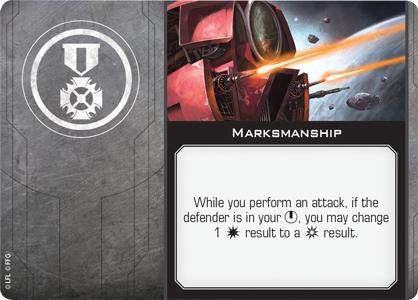 MARKSMANSHIP
While you perform an attack, if the
defender is in your , you may change
1 result to a result.
© LFL © FFG